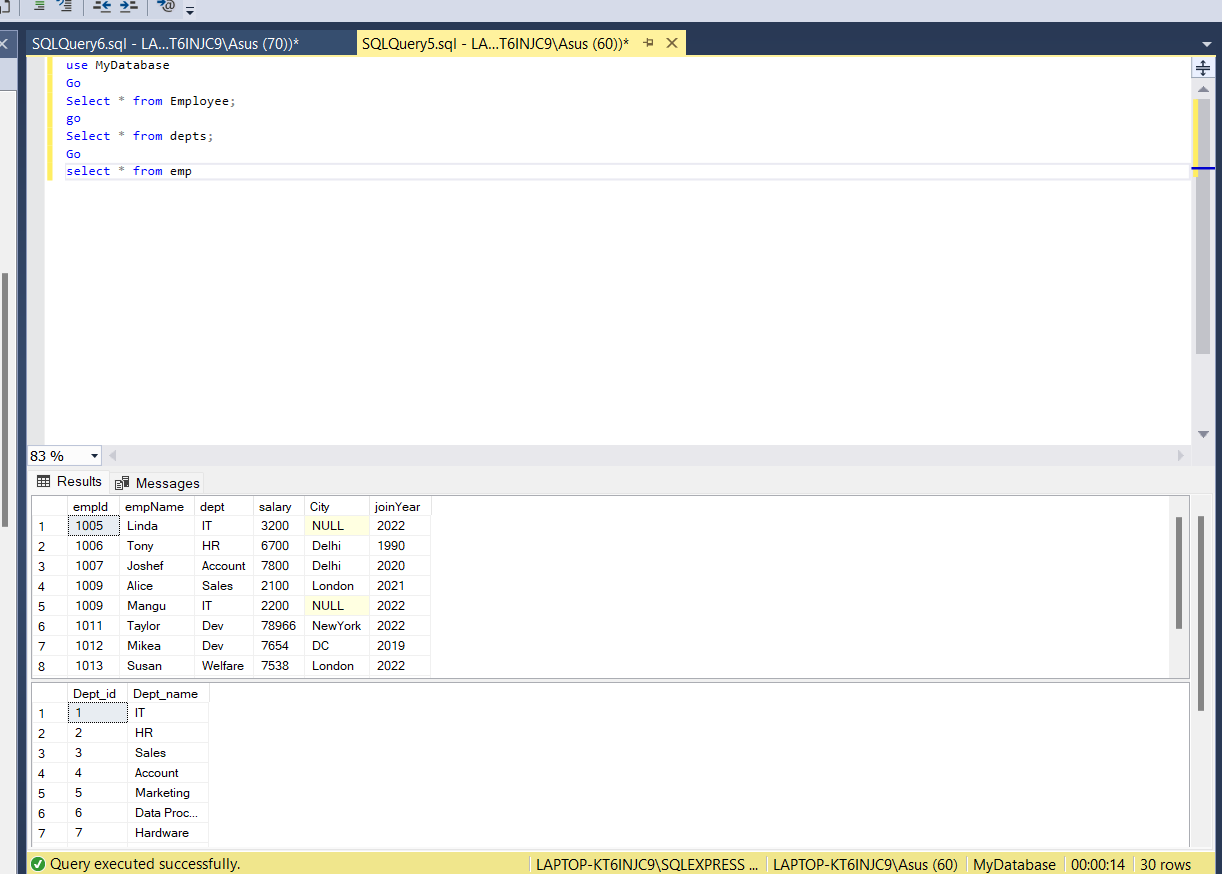 SQLQuery6.sql - LA...T6INJC9\Asus (70))*
SQLQuery5.sql - LA...T6INJC9\Asus (60))*
use MyDatabase
Go
Select * from Employee;
go
Select * from depts;
Go
select * from emp
83 %
Results Messages
empId empName dept salary City joinYear
1 1005 Linda IT 3200 NULL 2022
2 1006 Tony HR 6700 Delhi 1990
3 1007 Joshef Account 7800 Delhi 2020
4 1009 Alice Sales 2100 London 2021
5 1009 Mangu IT 2200 NULL 2022
6 1011 Taylor Dev 78966 NewYork 2022
7 1012 Mikea Dev 7654 DC 2019
8 1013 Susan Welfare 7538 London 2022
Dept_id Dept_name
1 1 IT
2 2 HR
3 3 Sales
4 4 Account
5 5 Marketing
6 6 Data Proc...
7 7 Hardware
Query executed successfully. LAPTOP-KT6INJC9\SQLEXPRESS ... LAPTOP-KT6INJC9\Asus (60) MyDatabase 00:00:14 30 rows